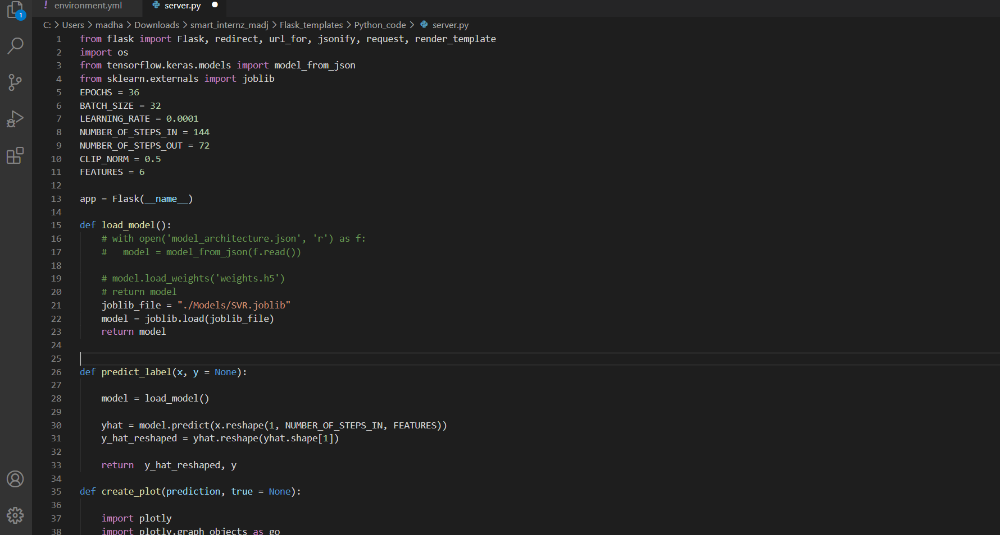 ! environment.yml server.py
1
C: > Users > madha > Downloads > smart_internz_madj > Flask_templates > Python_code > server.py
1 from flask import Flask, redirect, url_for, jsonify, request, render_template
2 import os
3 from tensorflow.keras.models import model_from_json
4 from sklearn.externals import joblib
5 EPOCHS = 36
6 BATCH_SIZE = 32
7 LEARNING_RATE = 0.0001
8 NUMBER_OF_STEPS_IN = 144
9 NUMBER_OF_STEPS_OUT = 72
10 CLIP_NORM = 0.5
11 FEATURES = 6
12
13 app = Flask(__name__)
14
15 def load_model():
16     # with open('model_architecture.json', 'r') as f:
17     #   model = model_from_json(f.read())
18
19     # model.load_weights('weights.h5')
20     # return model
21     joblib_file = "./Models/SVR.joblib"
22     model = joblib.load(joblib_file)
23     return model
24
25
26 def predict_label(x, y = None):
27
28     model = load_model()
29
30     yhat = model.predict(x.reshape(1, NUMBER_OF_STEPS_IN, FEATURES))
31     y_hat_reshaped = yhat.reshape(yhat.shape[1])
32
33     return  y_hat_reshaped, y
34
35 def create_plot(prediction, true = None):
36
37     import plotly
38     import plotly.graph_objects as go